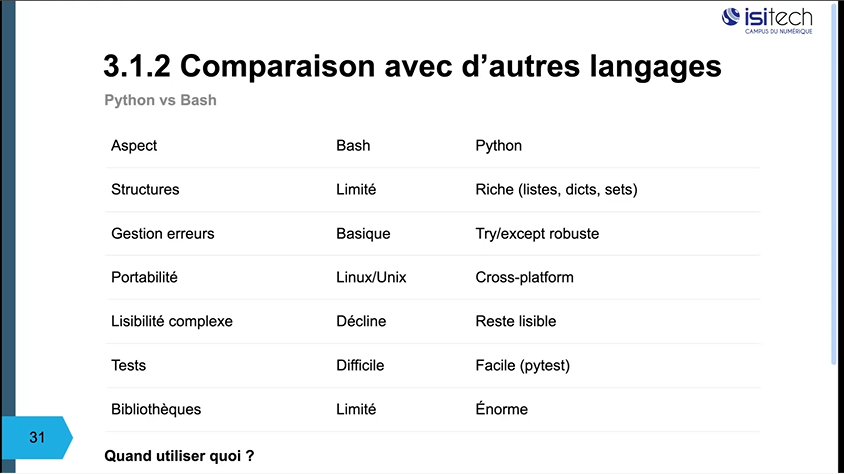 isitech
CAMPUS DU NUMÉRIQUE
3.1.2 Comparaison avec d’autres langages
Python vs Bash
Aspect Bash Python
Structures Limité Riche (listes, dicts, sets)
Gestion erreurs Basique Try/except robuste
Portabilité Linux/Unix Cross-platform
Lisibilité complexe Décline Reste lisible
Tests Difficile Facile (pytest)
Bibliothèques Limité Énorme
31
Quand utiliser quoi ?